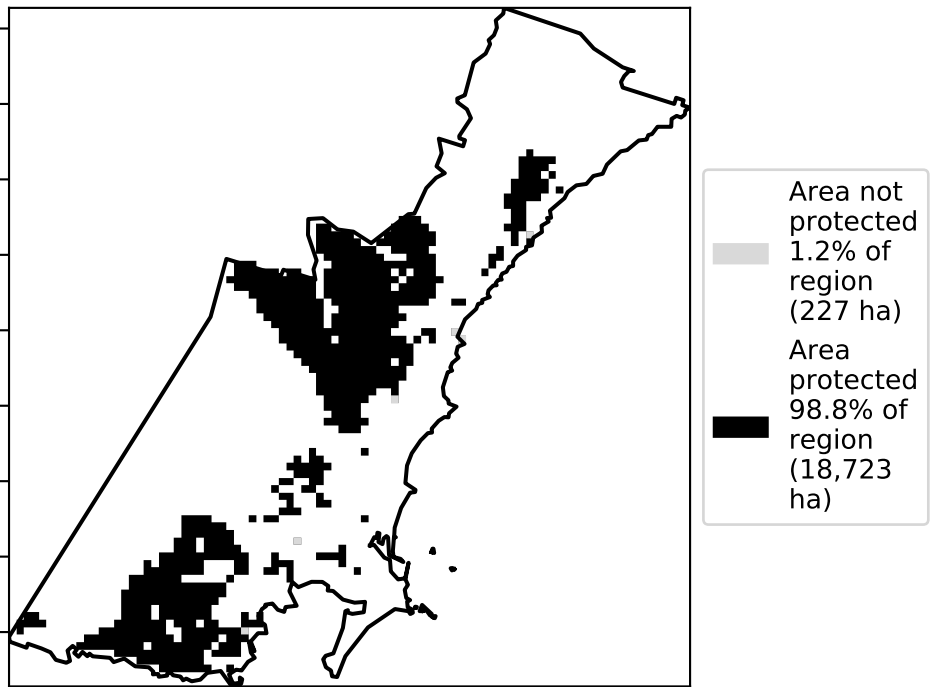 Area not
protected
1.2% of
region
(227 ha)
Area
protected
98.8% of
region
(18,723
ha)